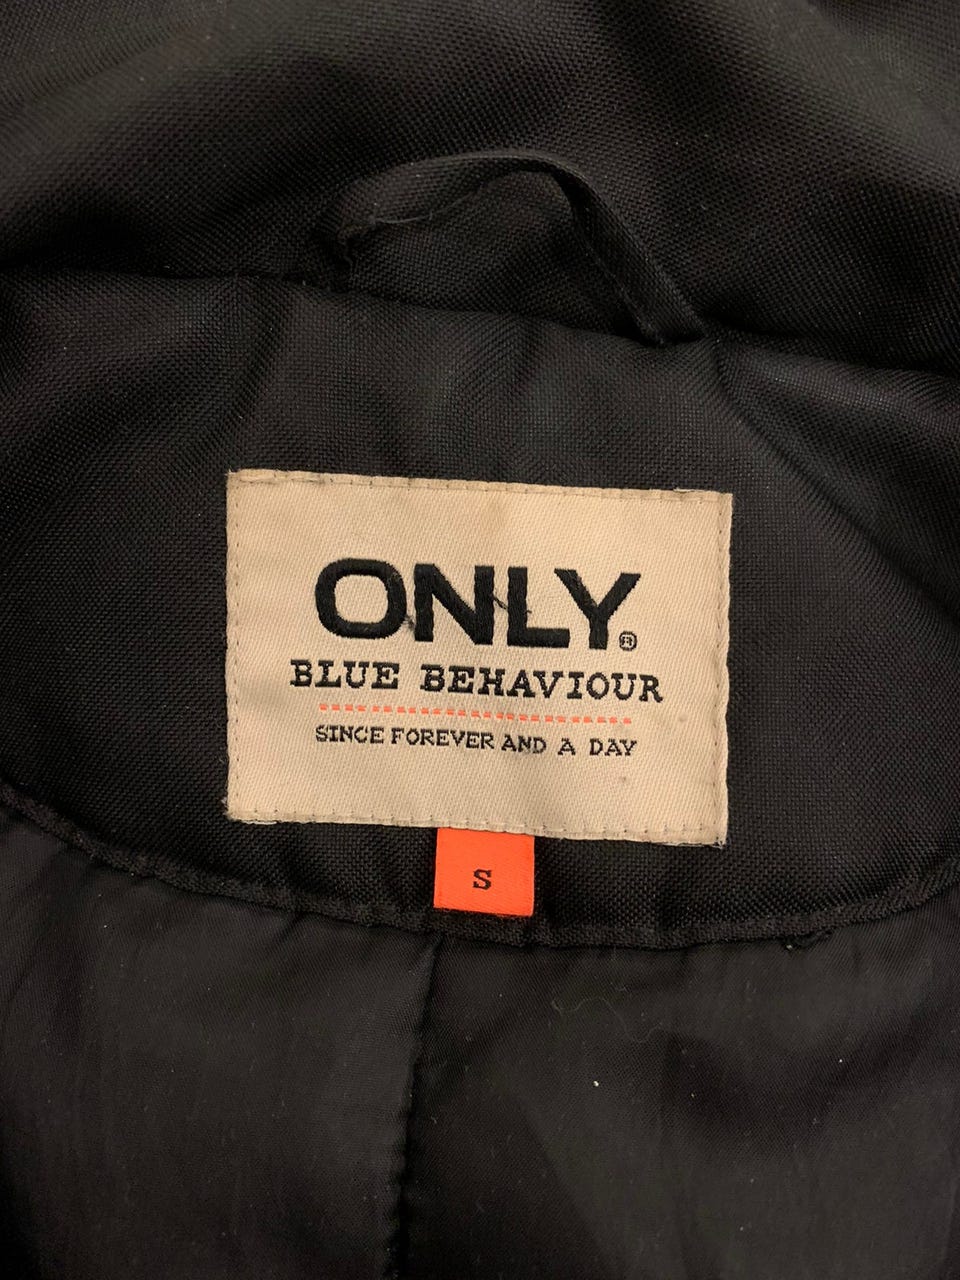 ONLY®
BLUE BEHAVIOUR
SINCE FOREVER AND A DAY
S